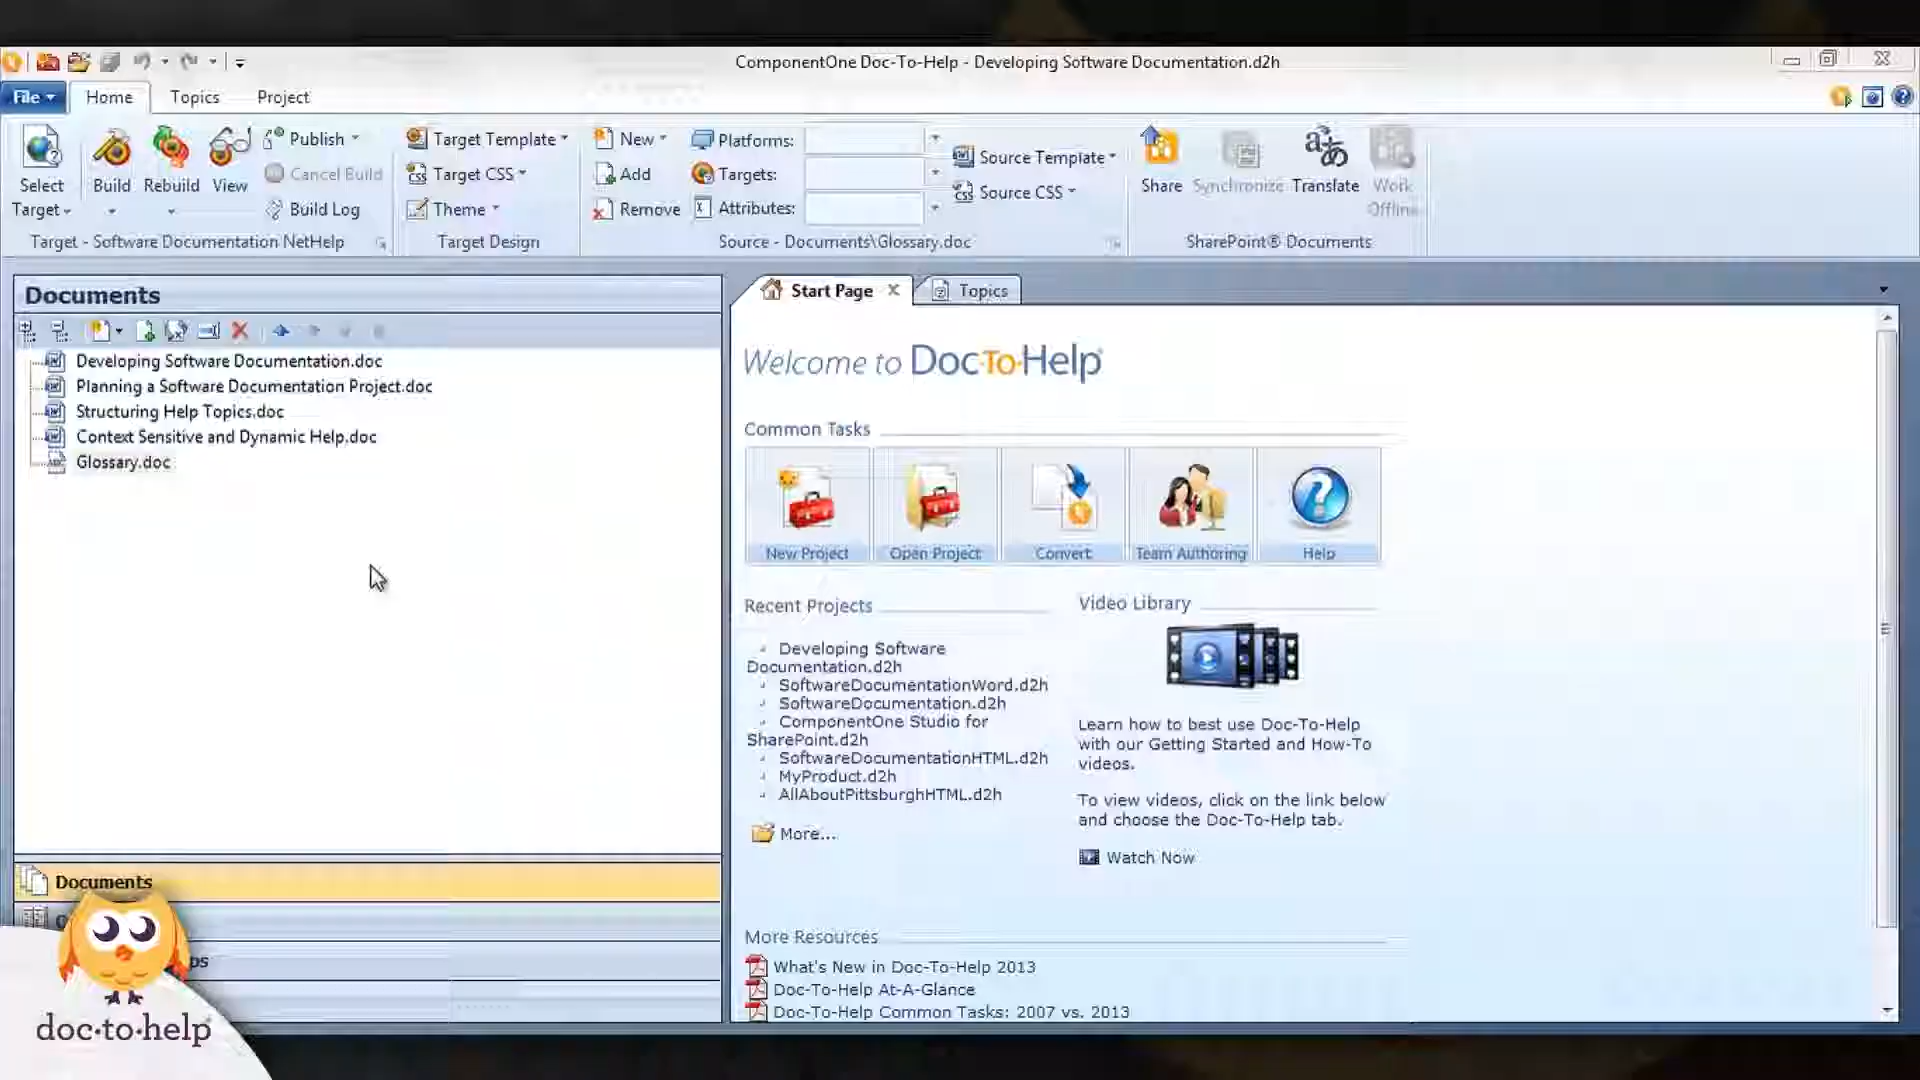 ComponentOne Doc-To-Help - Developing Software Documentation.d2h
File Home Topics Project
Select Target
Build
Rebuild
View
Publish
Cancel Build
Build Log
Target - Software Documentation NetHelp
Target Template
Target CSS
Theme
Target Design
New
Add
Remove
Platforms:
Targets:
Attributes:
Source Template
Source CSS
Source - Documents\Glossary.doc
Share
Synchronize
Translate
Work Offline
SharePoint® Documents
Documents
Developing Software Documentation.doc
Planning a Software Documentation Project.doc
Structuring Help Topics.doc
Context Sensitive and Dynamic Help.doc
Glossary.doc
Documents
ps
doc·to·help
Start Page
Topics
Welcome to Doc·To·Help
Common Tasks
New Project
Open Project
Convert
Team Authoring
Help
Recent Projects
Developing Software
Documentation.d2h
SoftwareDocumentationWord.d2h
SoftwareDocumentation.d2h
ComponentOne Studio for
SharePoint.d2h
SoftwareDocumentationHTML.d2h
MyProduct.d2h
AllAboutPittsburghHTML.d2h
More...
Video Library
Learn how to best use Doc-To-Help
with our Getting Started and How-To
videos.
To view videos, click on the link below
and choose the Doc-To-Help tab.
Watch Now
More Resources
What's New in Doc-To-Help 2013
Doc-To-Help At-A-Glance
Doc-To-Help Common Tasks: 2007 vs. 2013